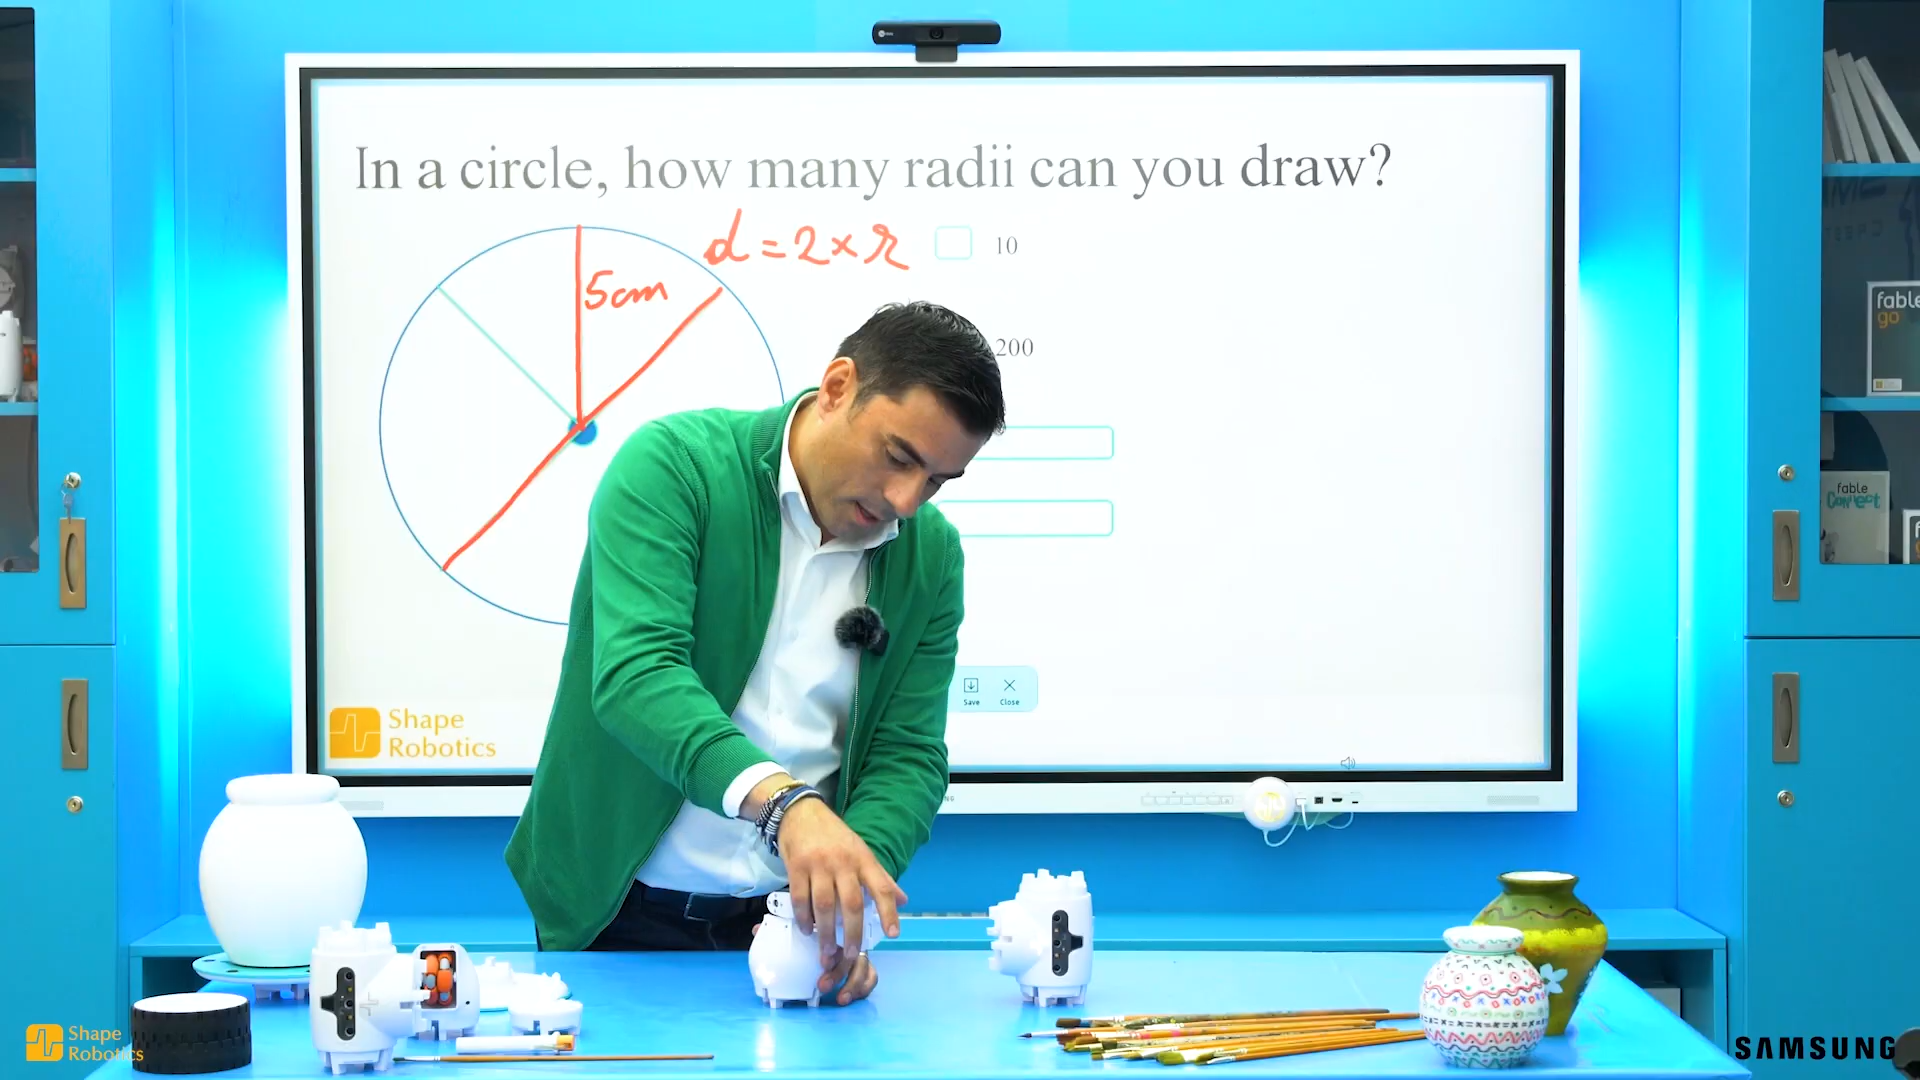 In a circle, how many radii can you draw?
d = 2 x r
10
5cm
200
Save
Close
Shape
Robotics
fable
go
fable
Connect
Shape
Robotics
SAMSUNG